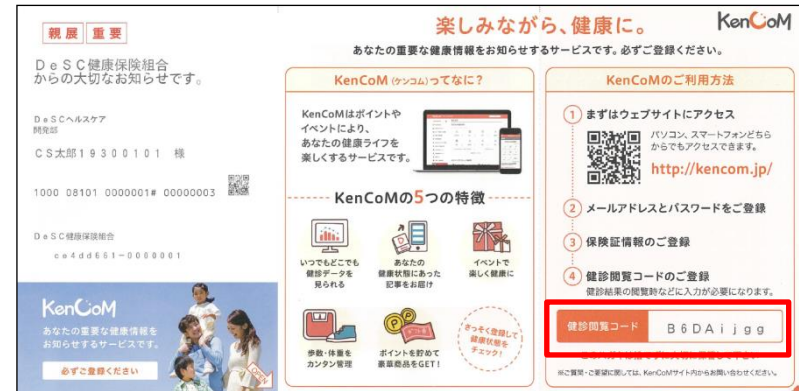 親展 重要
DeSC健康保険組合
からの大切なお知らせです。
DeSCヘルスケア
開発部
CS太郎19300101 様
1000 08101 0000001# 00000003
DeSC健康保険組合
ca4dd661-0000001
KenCoM
あなたの重要な健康情報を
お知らせするサービスです。
必ずご登録ください
OPEN
楽しみながら、健康に。
KenCoM
あなたの重要な健康情報をお知らせするサービスです。必ずご登録ください。
KenCoM(ケンコム)ってなに？
KenCoMはポイントや
イベントにより、
あなたの健康ライフを
楽しくするサービスです。
KenCoMの5つの特徴
いつでもどこでも
健診データを
見られる
あなたの
健康状態にあった
記事をお届け
イベントで
楽しく健康に
歩数・体重を
カンタン管理
ポイントを貯めて
豪華商品をGET！
さっそく登録して
健康状態を
チェック！
KenCoMのご利用方法
1 まずはウェブサイトにアクセス
パソコン、スマートフォンどちら
からでもアクセスできます。
http://kencom.jp/
2 メールアドレスとパスワードをご登録
3 保険証情報のご登録
4 健診閲覧コードのご登録
健診結果の閲覧時などに入力が必要になります。
健診閲覧コード B6DAijgg
※ご質問・ご要望に関しては、KenCoMサイト内からお問い合わせください。